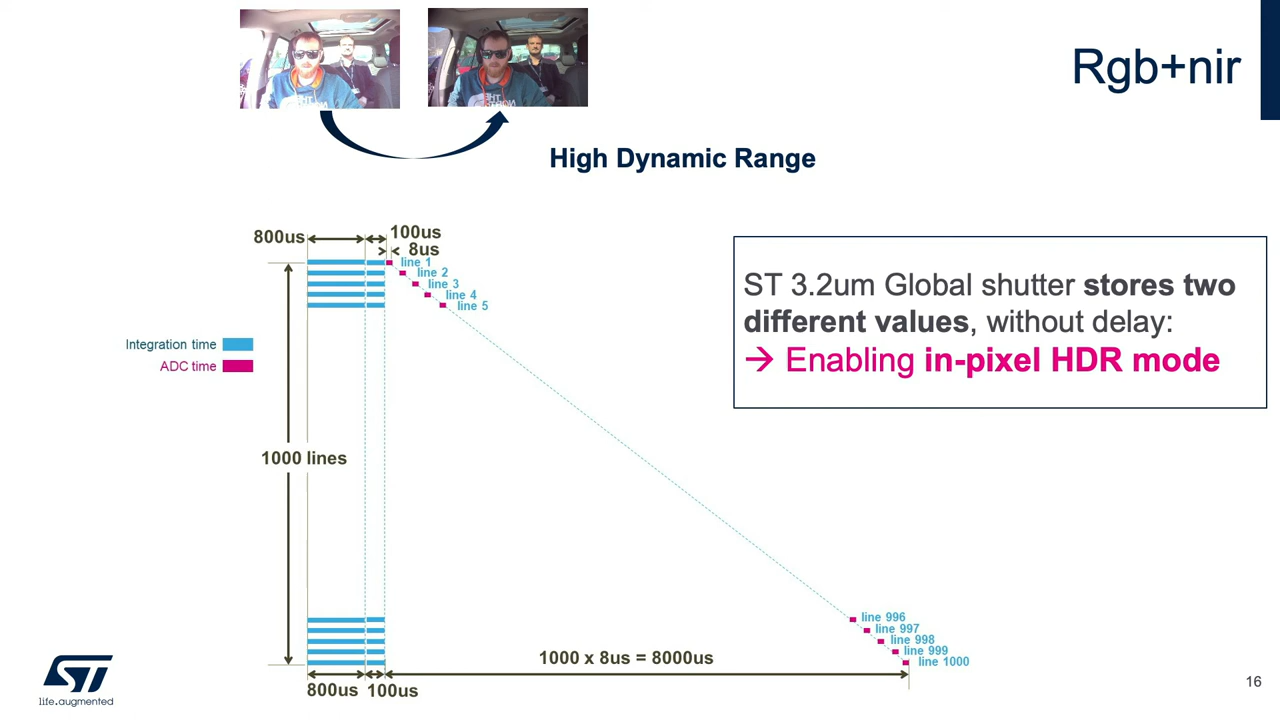 Rgb+nir
High Dynamic Range
800us
100us
8us
line 1
line 2
line 3
line 4
line 5
Integration time
ADC time
1000 lines
ST 3.2um Global shutter stores two
different values, without delay:
→ Enabling in-pixel HDR mode
line 996
line 997
line 998
line 999
line 1000
1000 x 8us = 8000us
800us
100us
ST
life.augmented
16